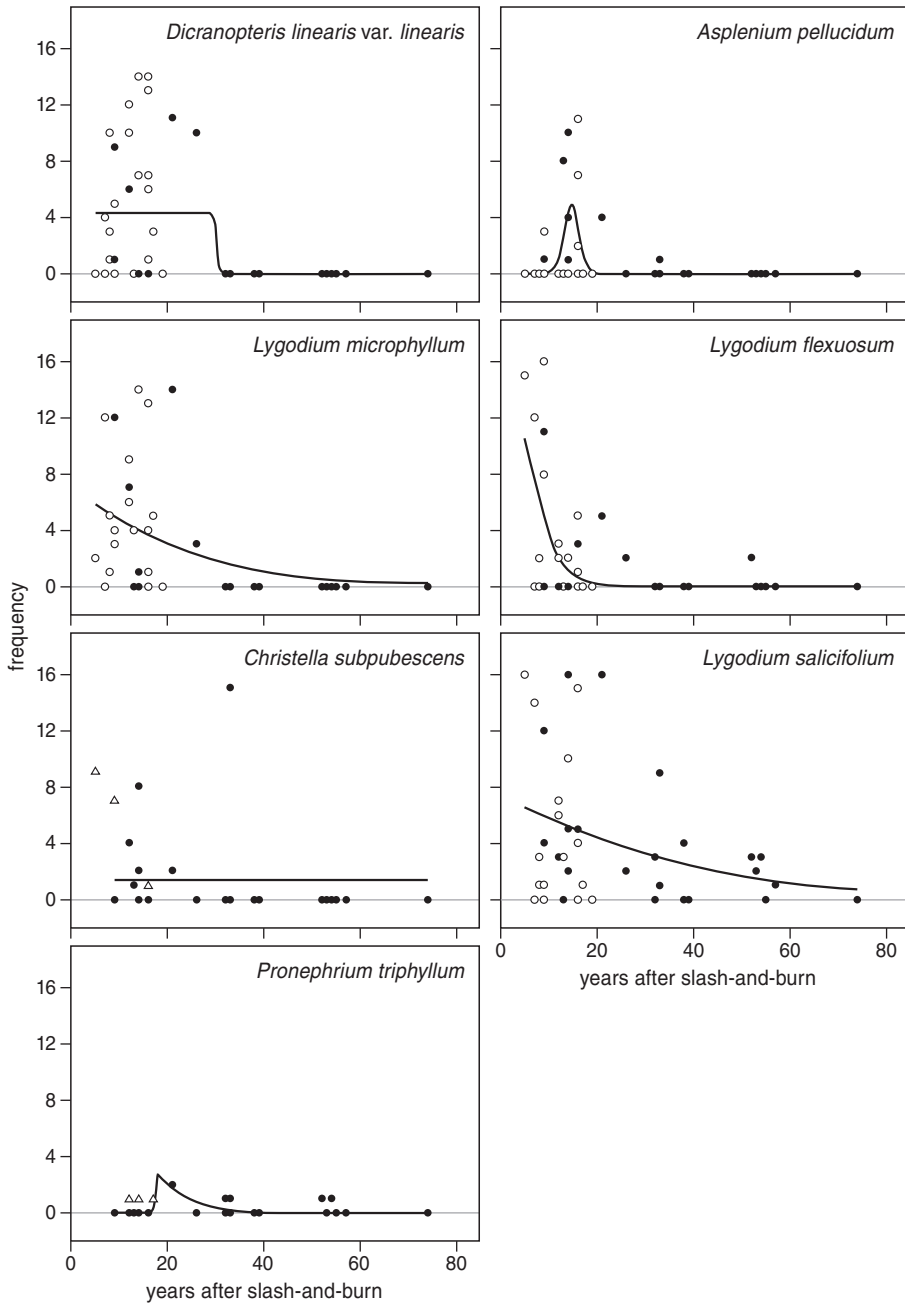 Dicranopteris linearis var. linearis
16
12
8
4
0
Asplenium pellucidum
Lygodium microphyllum
16
12
8
4
0
Lygodium flexuosum
frequency
Christella subpubescens
16
12
8
4
0
Lygodium salicifolium
0 20 40 60 80
years after slash-and-burn
Pronephrium triphyllum
16
12
8
4
0
0 20 40 60 80
years after slash-and-burn